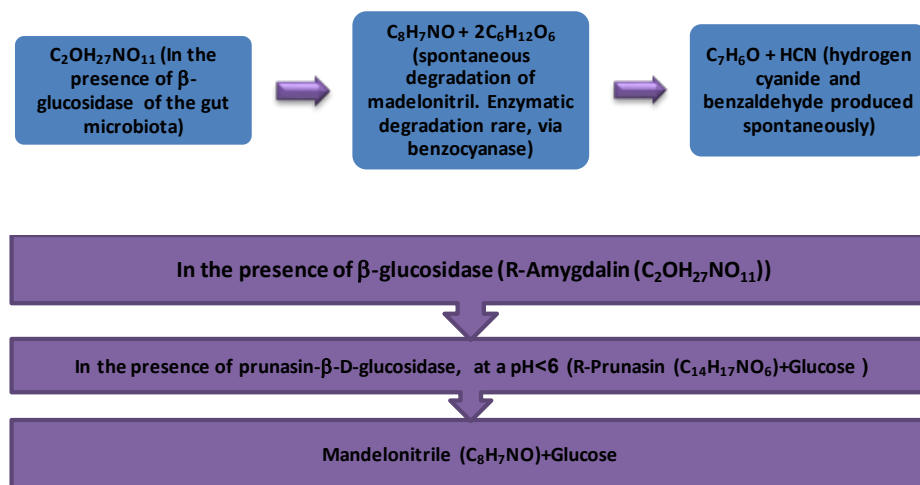 C₂OH₂₇NO₁₁ (In the
presence of β-
glucosidase of the gut
microbiota)
C₈H₇NO + 2C₆H₁₂O₆
(spontaneous
degradation of
madelonitril. Enzymatic
degradation rare, via
benzocyanase)
C₇H₆O + HCN (hydrogen
cyanide and
benzaldehyde produced
spontaneously)
In the presence of β-glucosidase (R-Amygdalin (C₂OH₂₇NO₁₁))
In the presence of prunasin-β-D-glucosidase, at a pH<6 (R-Prunasin (C₁₄H₁₇NO₆)+Glucose )
Mandelonitrile (C₈H₇NO)+Glucose